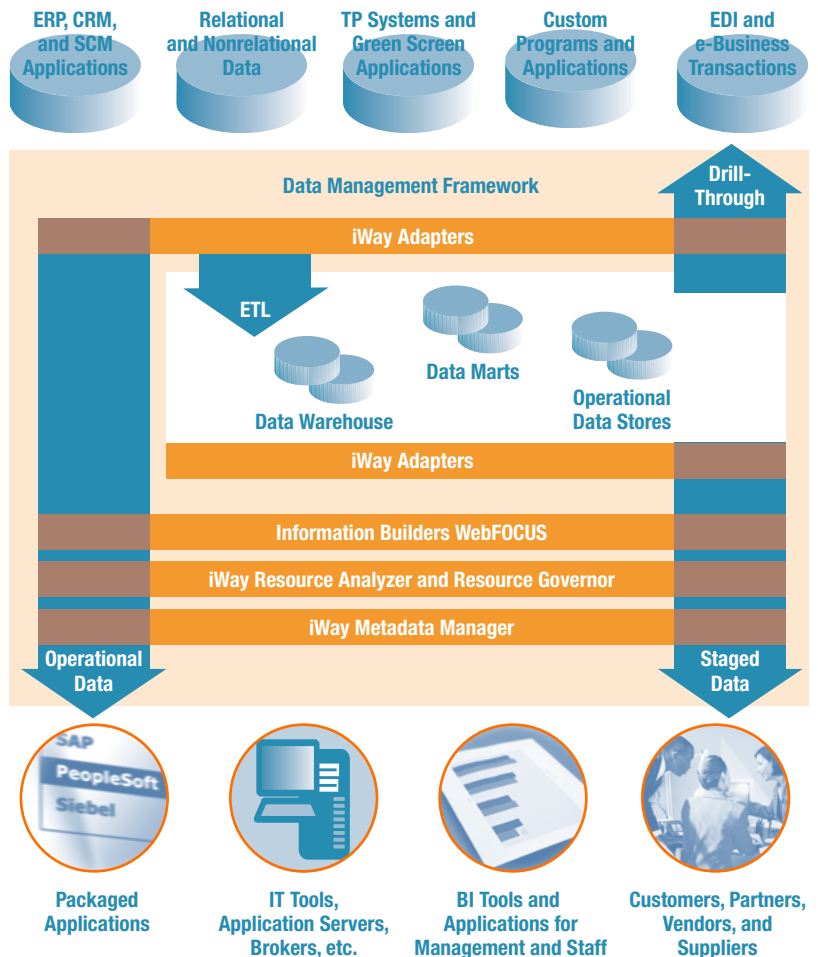 ERP, CRM,
and SCM
Applications
Relational
and Nonrelational
Data
TP Systems and
Green Screen
Applications
Custom
Programs and
Applications
EDI and
e-Business
Transactions
Data Management Framework
Drill-
Through
iWay Adapters
ETL
Data Warehouse
Data Marts
Operational
Data Stores
iWay Adapters
Information Builders WebFOCUS
iWay Resource Analyzer and Resource Governor
iWay Metadata Manager
Operational
Data
Staged
Data
SAP
PeopleSoft
Siebel
Packaged
Applications
IT Tools,
Application Servers,
Brokers, etc.
BI Tools and
Applications for
Management and Staff
Customers, Partners,
Vendors, and
Suppliers